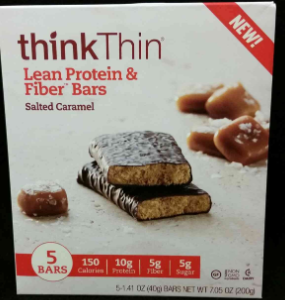 NEW!
thinkThin®
Lean Protein &
Fiber™ Bars
Salted Caramel
5
BARS
150
Calories
10g
Protein
5g
Fiber
5g
Sugar
5-1.41 OZ (40g) BARS NET WT 7.05 OZ (200g)